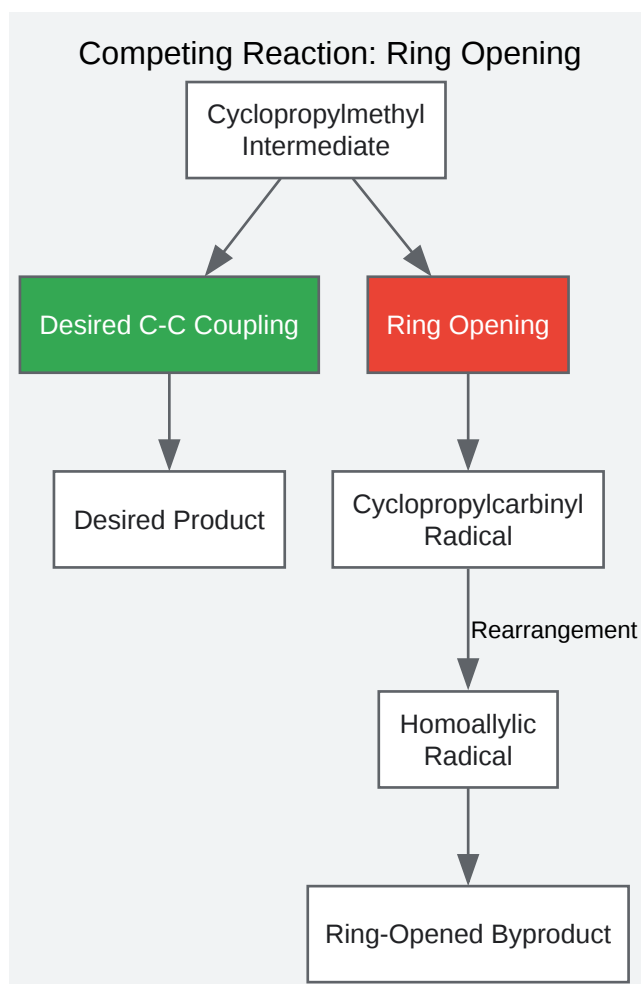 Competing Reaction: Ring Opening
Cyclopropylmethyl
Intermediate
Desired C-C Coupling
Ring Opening
Desired Product
Cyclopropylcarbinyl
Radical
Rearrangement
Homoallylic
Radical
Ring-Opened Byproduct